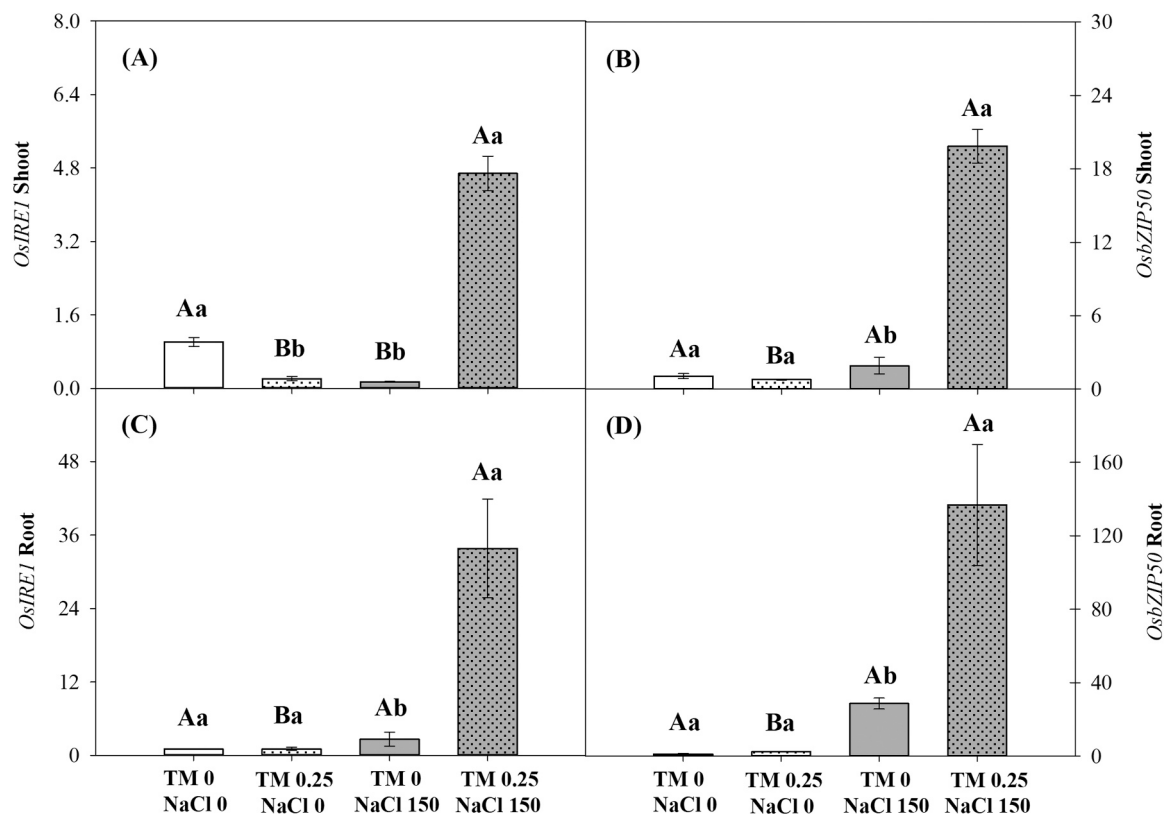 8.0
6.4
4.8
3.2
1.6
0.0
OsIRE1 Shoot
(A)
Aa
Bb
Bb
Aa
(B)
Aa
Ba
Ab
Aa
30
24
18
12
6
0
OsbZIP50 Shoot
48
36
24
12
0
OsIRE1 Root
(C)
Aa
Ba
Ab
Aa
(D)
Aa
Ba
Ab
Aa
160
120
80
40
0
OsbZIP50 Root
TM 0
NaCl 0
TM 0.25
NaCl 0
TM 0
NaCl 150
TM 0.25
NaCl 150
TM 0
NaCl 0
TM 0.25
NaCl 0
TM 0
NaCl 150
TM 0.25
NaCl 150